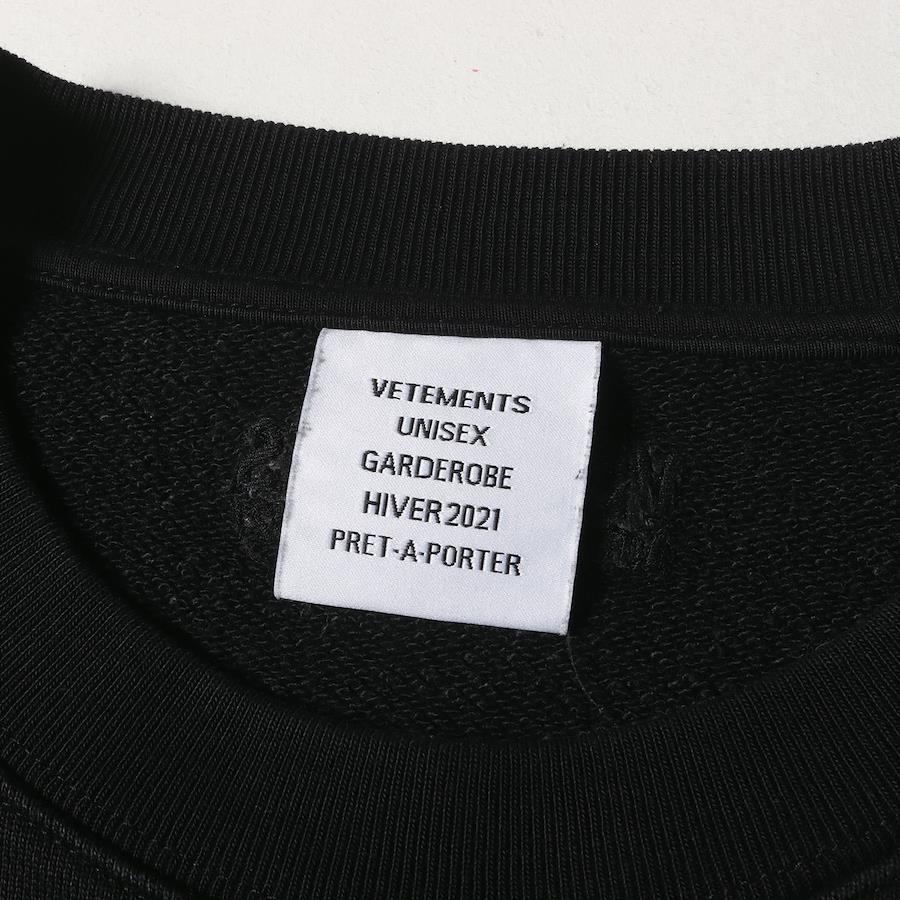 VETEMENTS
UNISEX
GARDEROBE
HIVER 2021
PRET-A-PORTER